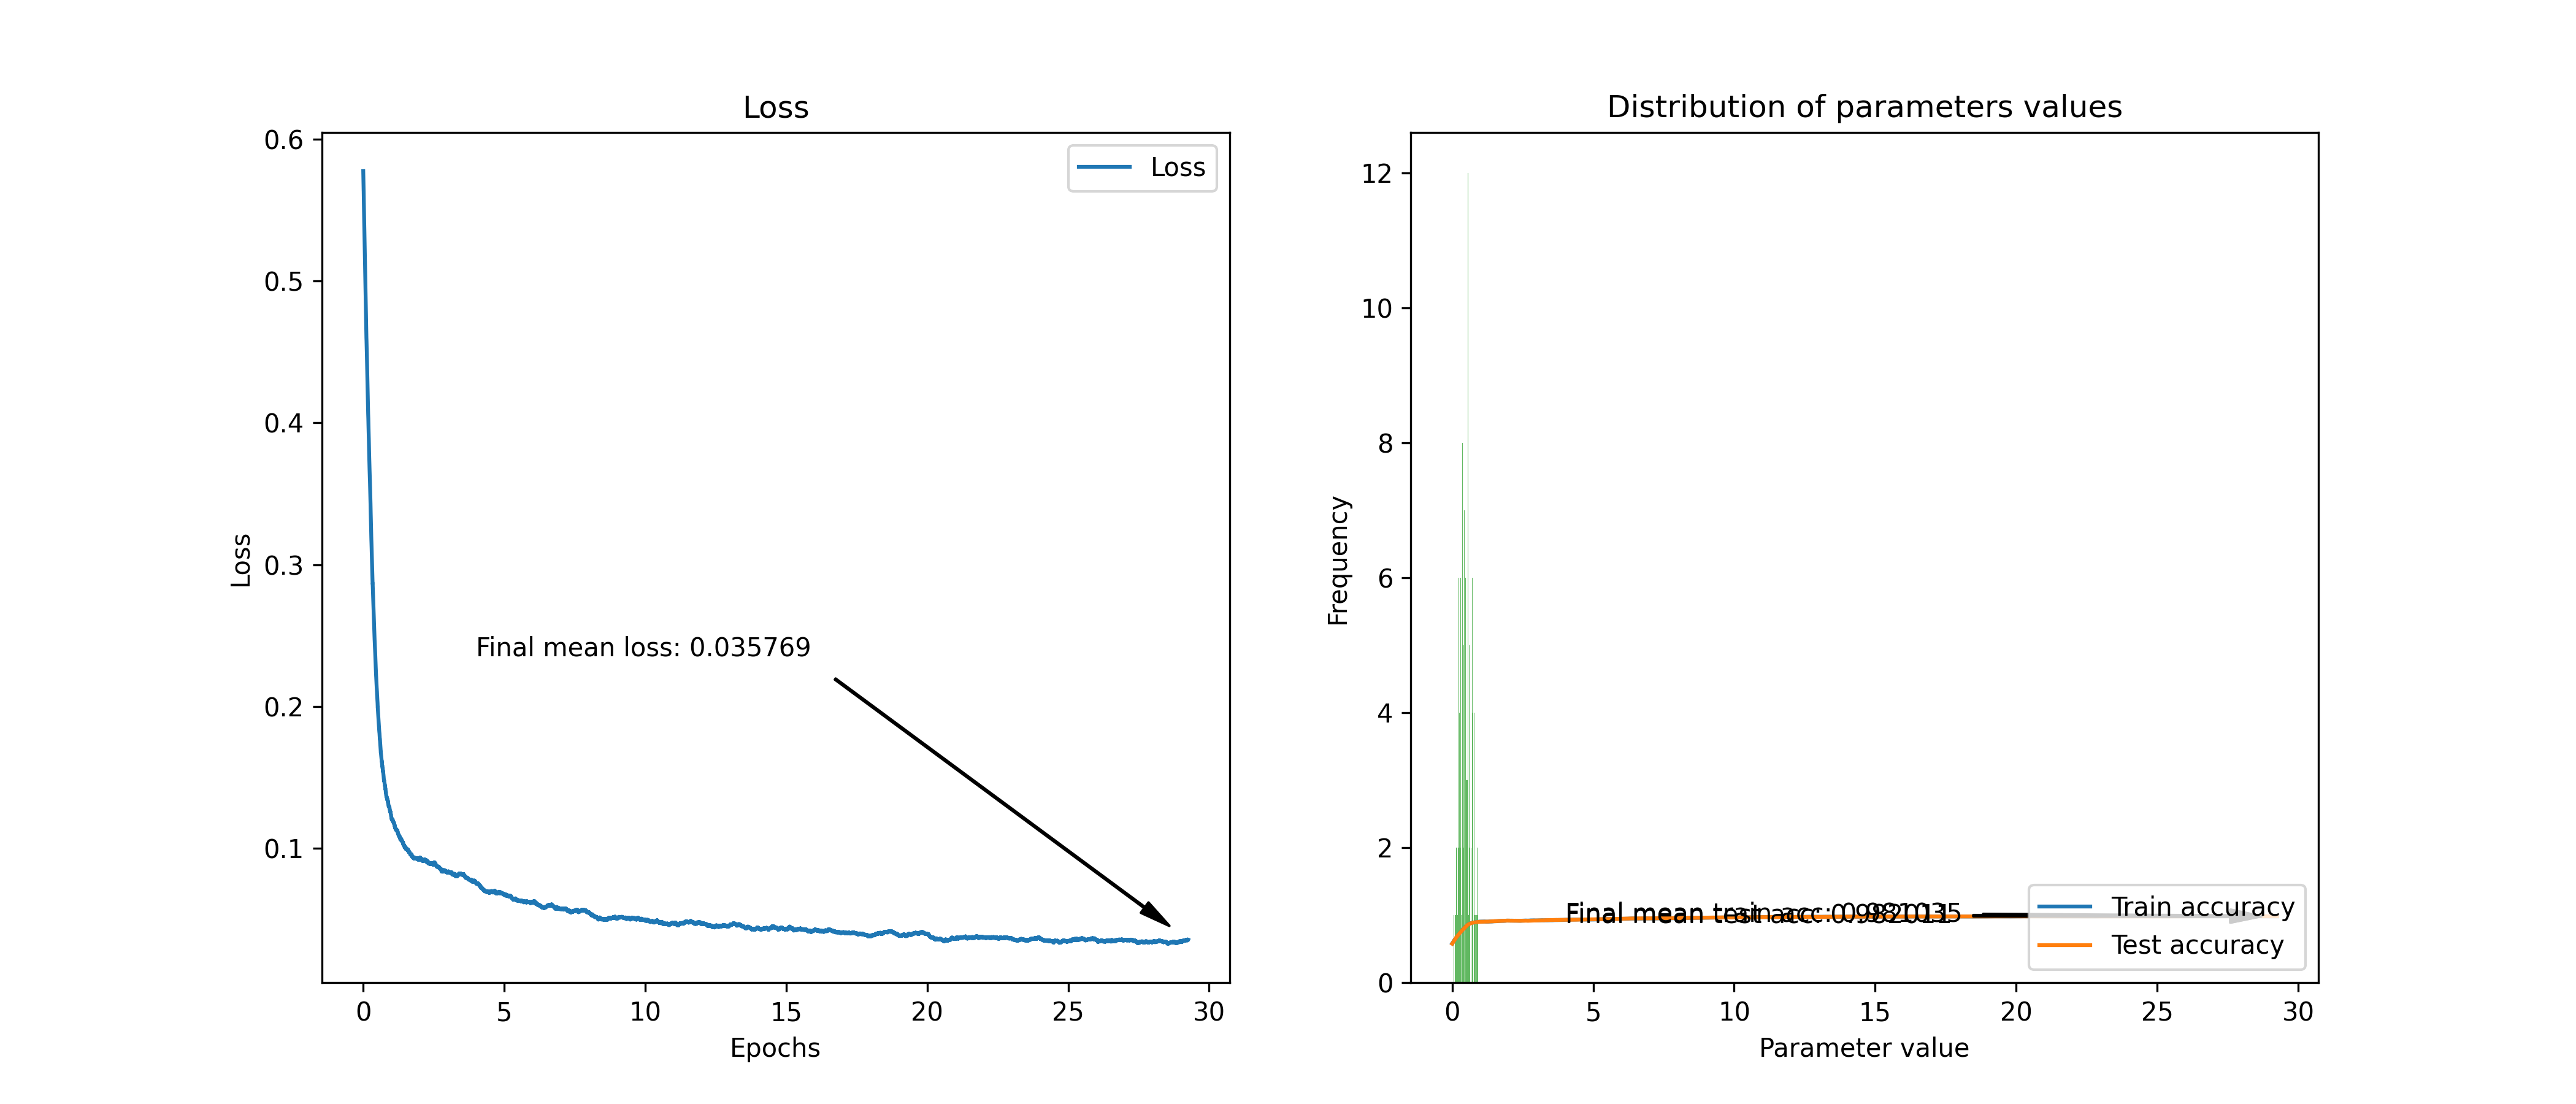 Loss
0.6
0.5
0.4
0.3
0.2
0.1
Loss
Loss
Final mean loss: 0.035769
0 5 10 15 20 25 30
Epochs
Distribution of parameters values
12
10
8
6
4
2
0
Frequency
Final mean
Train accuracy
Test accuracy
0 5 10 15 20 25 30
Parameter value